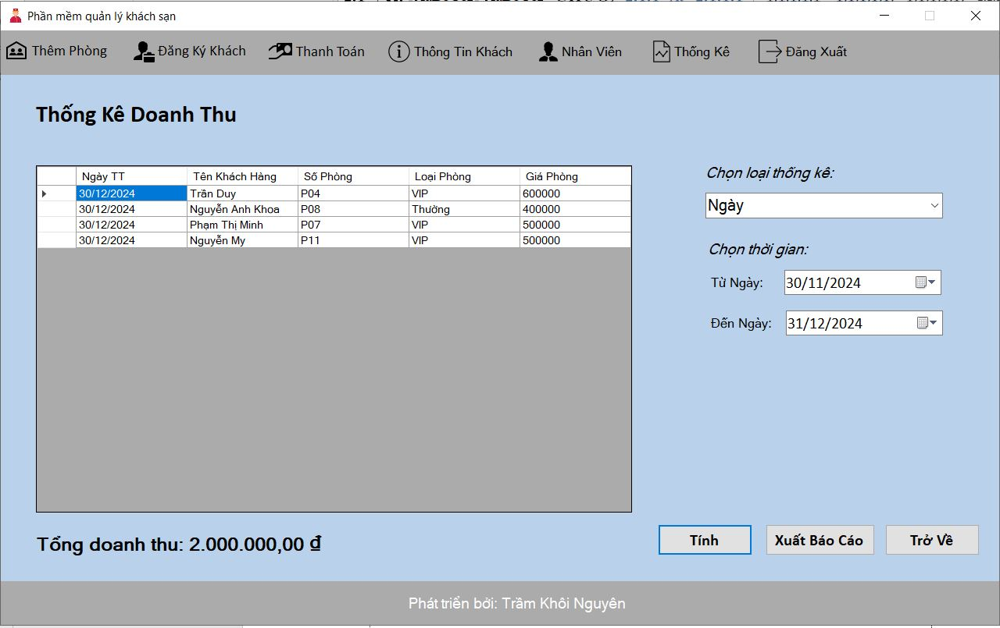 Phần mềm quản lý khách sạn
Thêm Phòng Đăng Ký Khách Thanh Toán Thông Tin Khách Nhân Viên Thống Kê Đăng Xuất
Thống Kê Doanh Thu
Ngày TT Tên Khách Hàng Số Phòng Loại Phòng Giá Phòng
30/12/2024 Trần Duy P04 VIP 600000
30/12/2024 Nguyễn Anh Khoa P08 Thường 400000
30/12/2024 Phạm Thị Minh P07 VIP 500000
30/12/2024 Nguyễn My P11 VIP 500000
Chọn loại thống kê:
Ngày
Chọn thời gian:
Từ Ngày: 30/11/2024
Đến Ngày: 31/12/2024
Tổng doanh thu: 2.000.000,00 ₫
Tính Xuất Báo Cáo Trở Về
Phát triển bởi: Trầm Khôi Nguyên